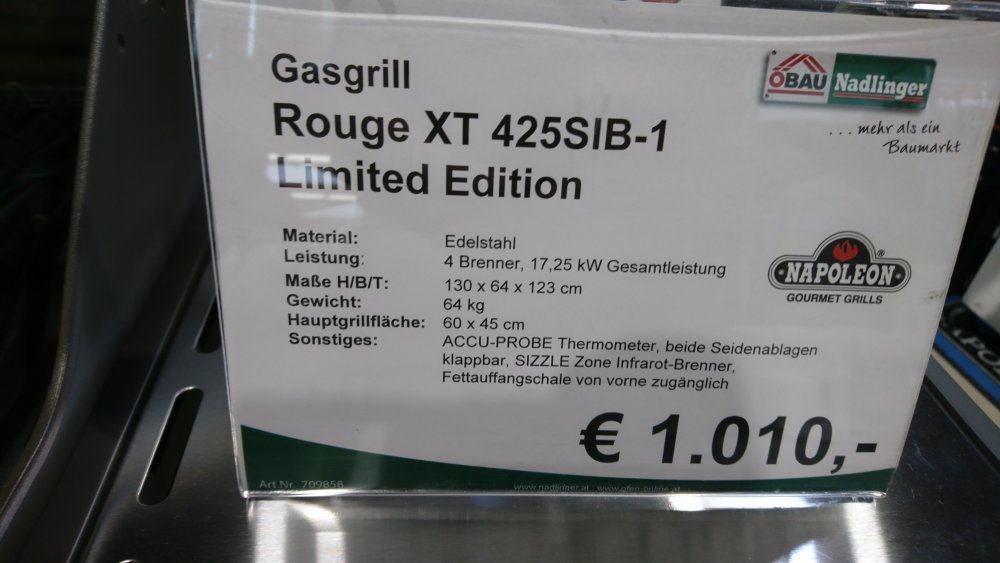 Gasgrill
Rouge XT 425SIB-1
Limited Edition
ÖBAU Nadlinger
... mehr als ein
Baumarkt
Material: Edelstahl
Leistung: 4 Brenner, 17,25 kW Gesamtleistung
Maße H/B/T: 130 x 64 x 123 cm
Gewicht: 64 kg
Hauptgrillfläche: 60 x 45 cm
Sonstiges: ACCU-PROBE Thermometer, beide Seidenablagen
klappbar, SIZZLE Zone Infrarot-Brenner,
Fettauffangschale von vorne zugänglich
NAPOLEON®
GOURMET GRILLS
€ 1.010,-
Art.Nr. 709858
www.nadlinger.at www.ofen-online.at